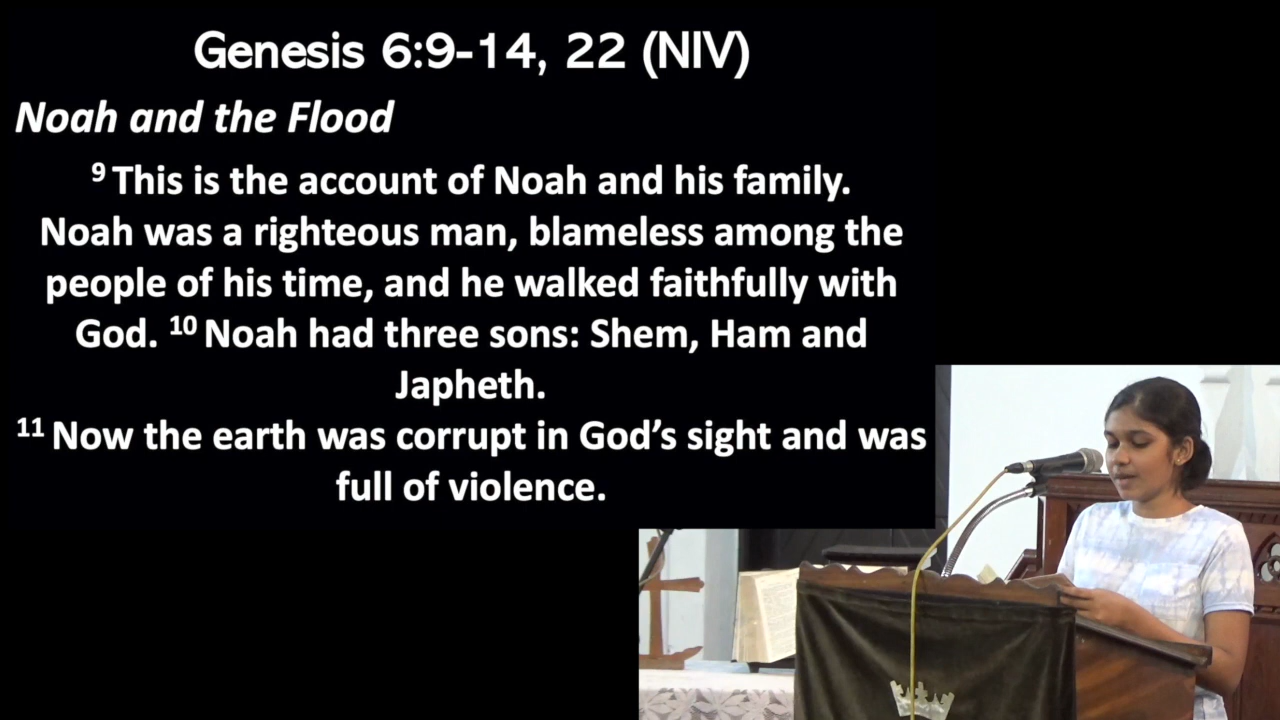 Genesis 6:9-14, 22 (NIV)
Noah and the Flood
9 This is the account of Noah and his family.
Noah was a righteous man, blameless among the
people of his time, and he walked faithfully with
God. 10 Noah had three sons: Shem, Ham and
Japheth.
11 Now the earth was corrupt in God’s sight and was
full of violence.